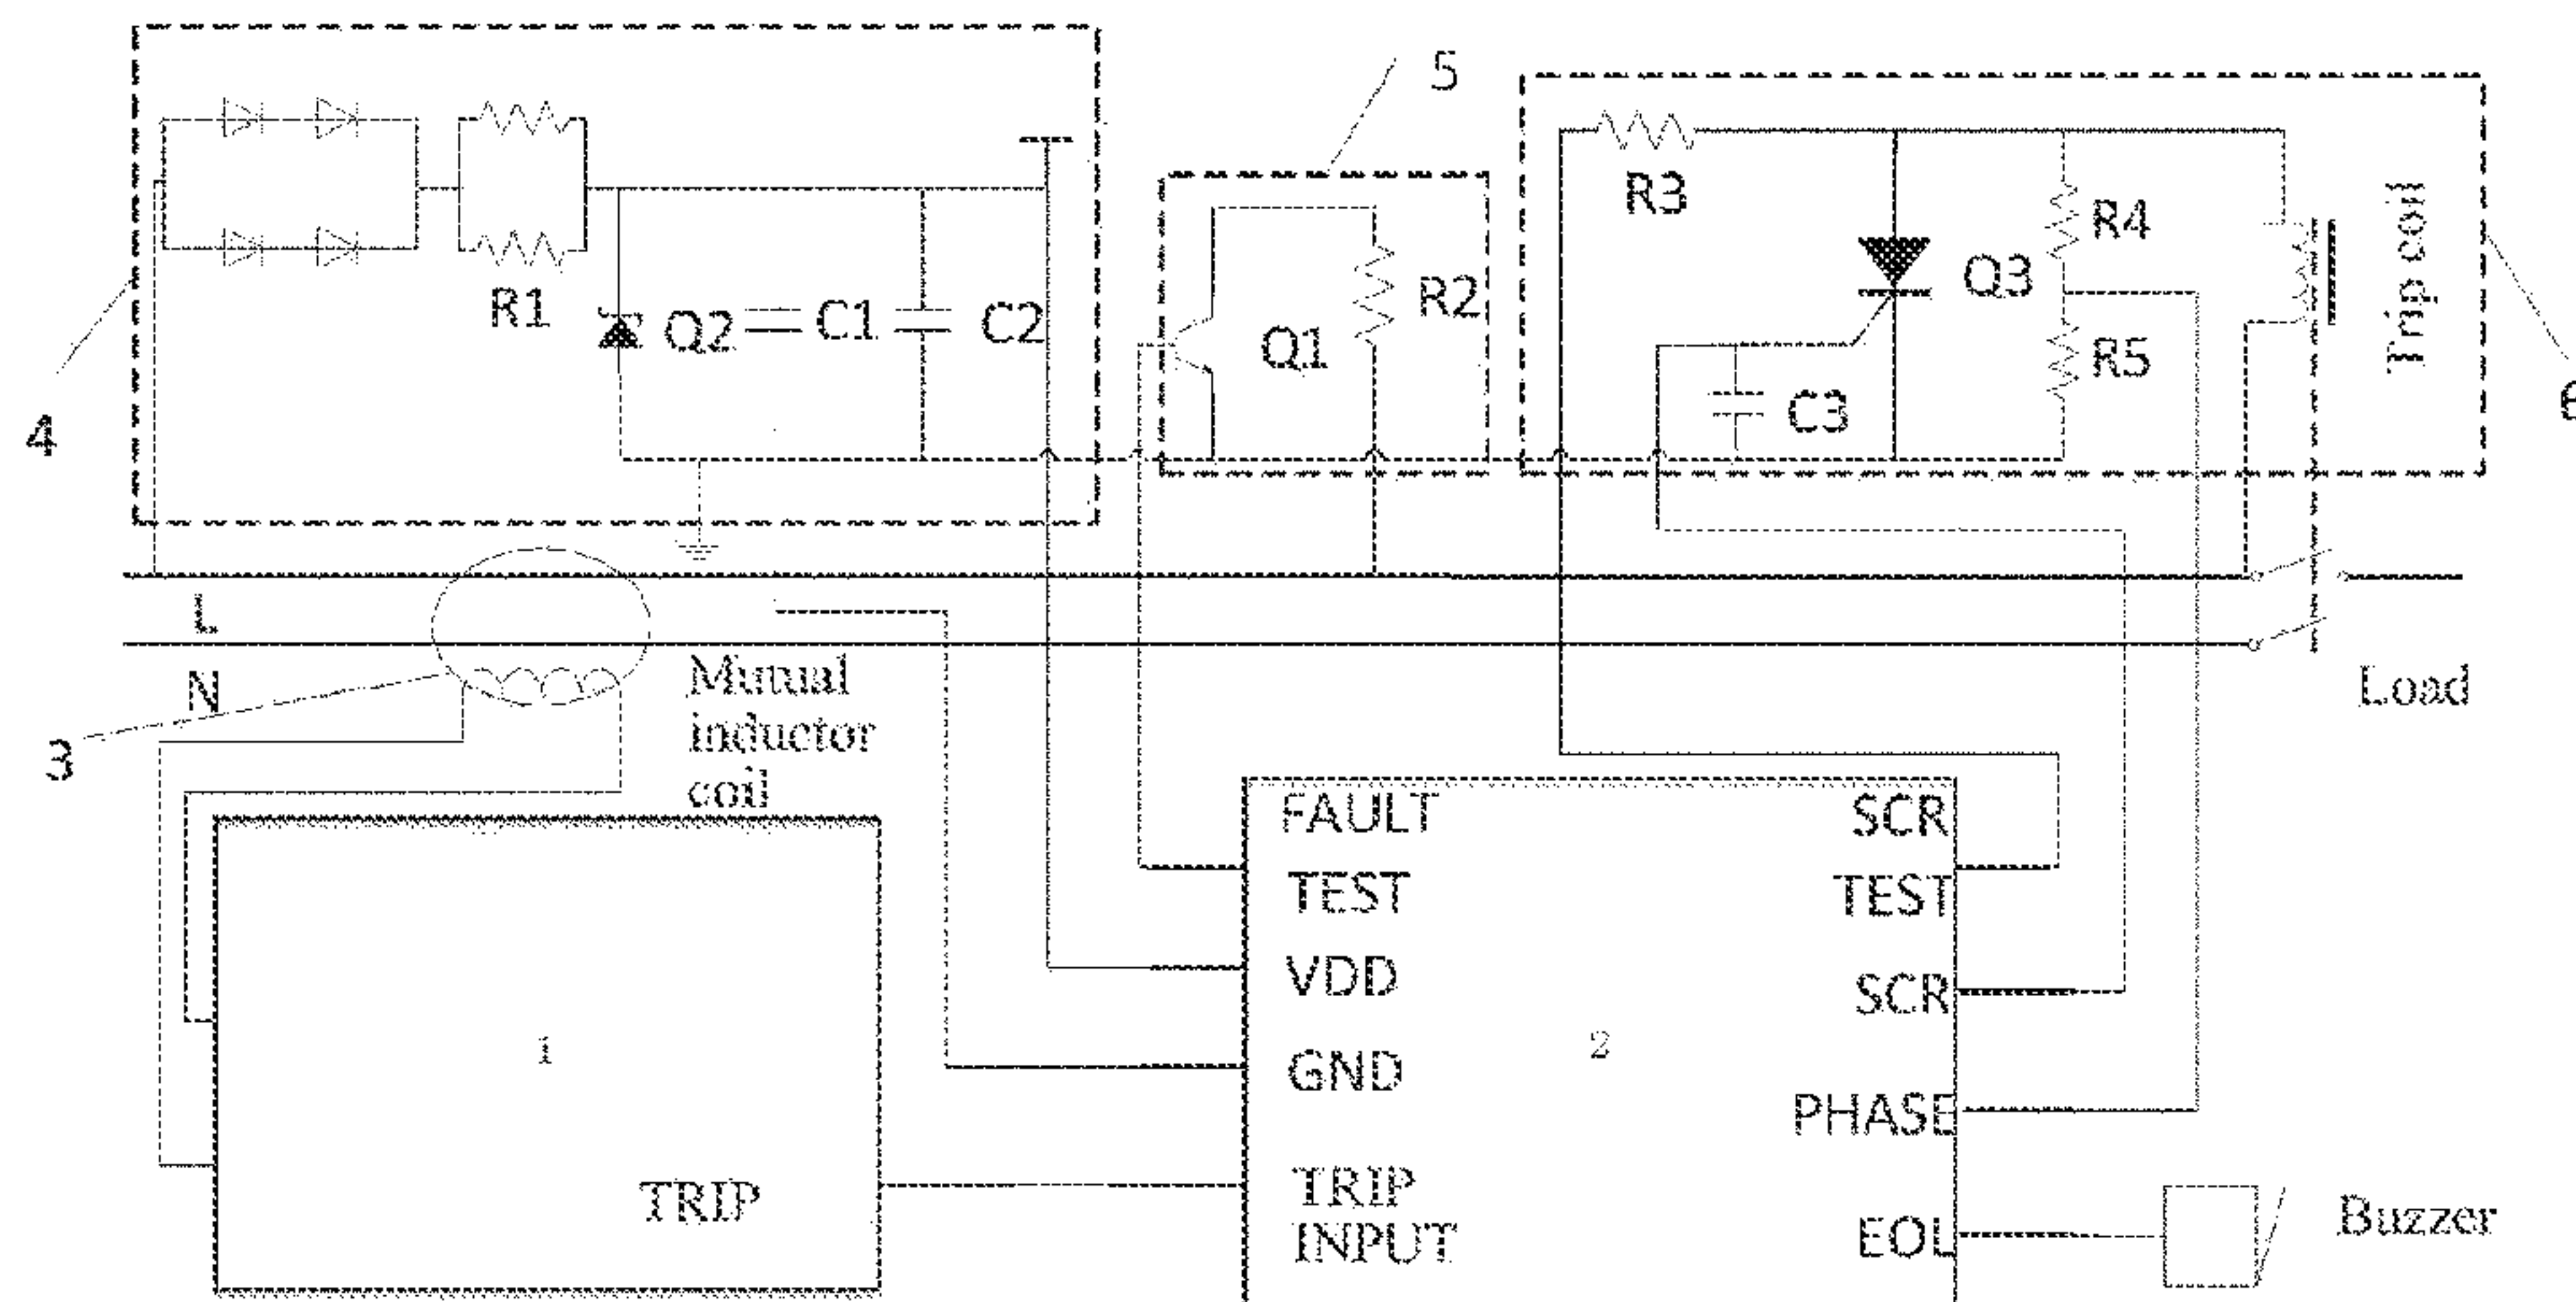 5
R3
R4
Trip coil
R1
Q2
C1
C2
Q1
R2
Q3
R5
C3
4
6
L
N
3
Mutual
inductor
coil
Load
FAULT
TEST
VDD
GND
TRIP
INPUT
SCR
TEST
SCR
PHASE
EOL
1
2
TRIP
Buzzer